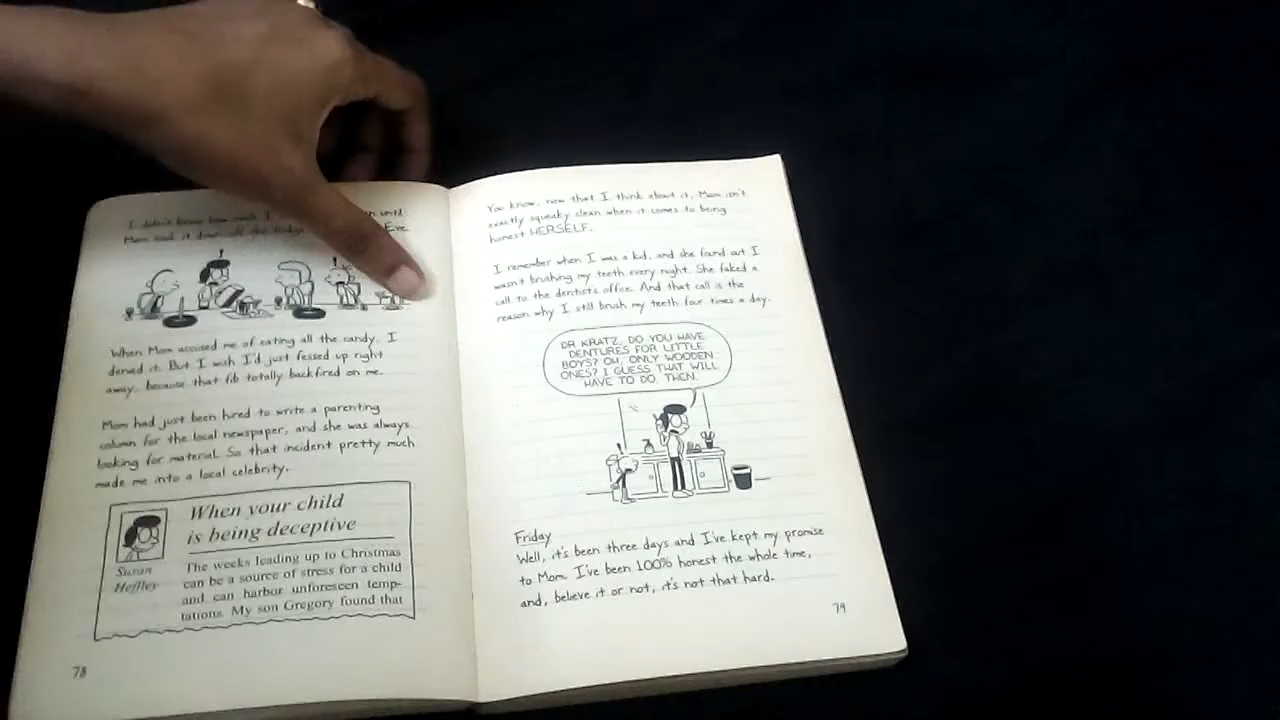 I didn't know how much I until
Mom took it down off the fridge Eve.
!
!
When Mom accused me of eating all the candy, I
denied it. But I wish I'd just fessed up right
away, because that fib totally backfired on me.
Mom had just been hired to write a parenting
column for the local newspaper, and she was always
looking for material. So that incident pretty much
made me into a local celebrity.
When your child
is being deceptive
Susan
Heffley
The weeks leading up to Christmas
can be a source of stress for a child
and can harbor unforeseen temp-
tations. My son Gregory found that
78
You know, now that I think about it, Mom isn't
exactly squeaky clean when it comes to being
honest HERSELF.
I remember when I was a kid, and she found out I
wasn't brushing my teeth every night. She faked a
call to the dentist's office. And that call is the
reason why I still brush my teeth four times a day.
DR KRATZ, DO YOU HAVE
DENTURES FOR LITTLE
BOYS? OH, ONLY WOODEN
ONES? I GUESS THAT WILL
HAVE TO DO, THEN.
!
Friday
Well, it's been three days and I've kept my promise
to Mom. I've been 100% honest the whole time,
and, believe it or not, it's not that hard.
79